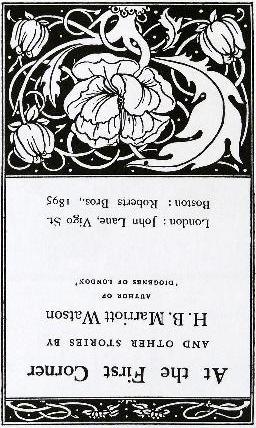 At the First Corner
AND OTHER STORIES BY
H. B. Marriott Watson
AUTHOR OF
"DIOGENES OF LONDON"
London: John Lane, Vigo St.
Boston: Roberts Bros., 1895